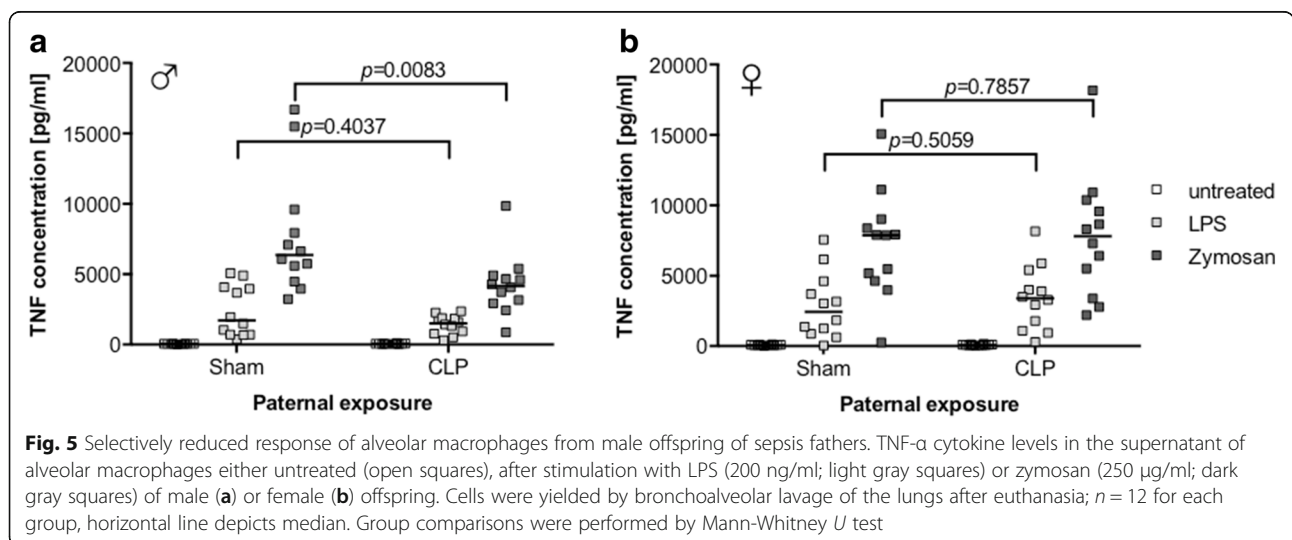 a
b
♂
♀
20000
15000
10000
5000
0
TNF concentration [pg/ml]
p=0.0083
p=0.4037
Sham
CLP
Paternal exposure
20000
15000
10000
5000
0
TNF concentration [pg/ml]
p=0.7857
p=0.5059
Sham
CLP
Paternal exposure
untreated
LPS
Zymosan
Fig. 5 Selectively reduced response of alveolar macrophages from male offspring of sepsis fathers. TNF-α cytokine levels in the supernatant of
alveolar macrophages either untreated (open squares), after stimulation with LPS (200 ng/ml; light gray squares) or zymosan (250 μg/ml; dark
gray squares) of male (a) or female (b) offspring. Cells were yielded by bronchoalveolar lavage of the lungs after euthanasia; n = 12 for each
group, horizontal line depicts median. Group comparisons were performed by Mann-Whitney U test